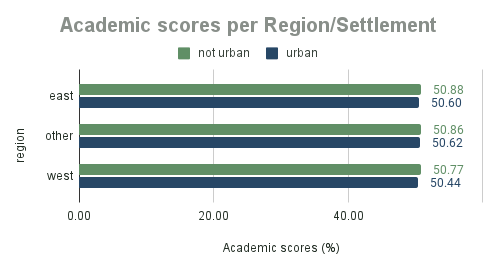 Academic scores per Region/Settlement
not urban urban
region
east 50.88
50.60
other 50.86
50.62
west 50.77
50.44
0.00 20.00 40.00
Academic scores (%)